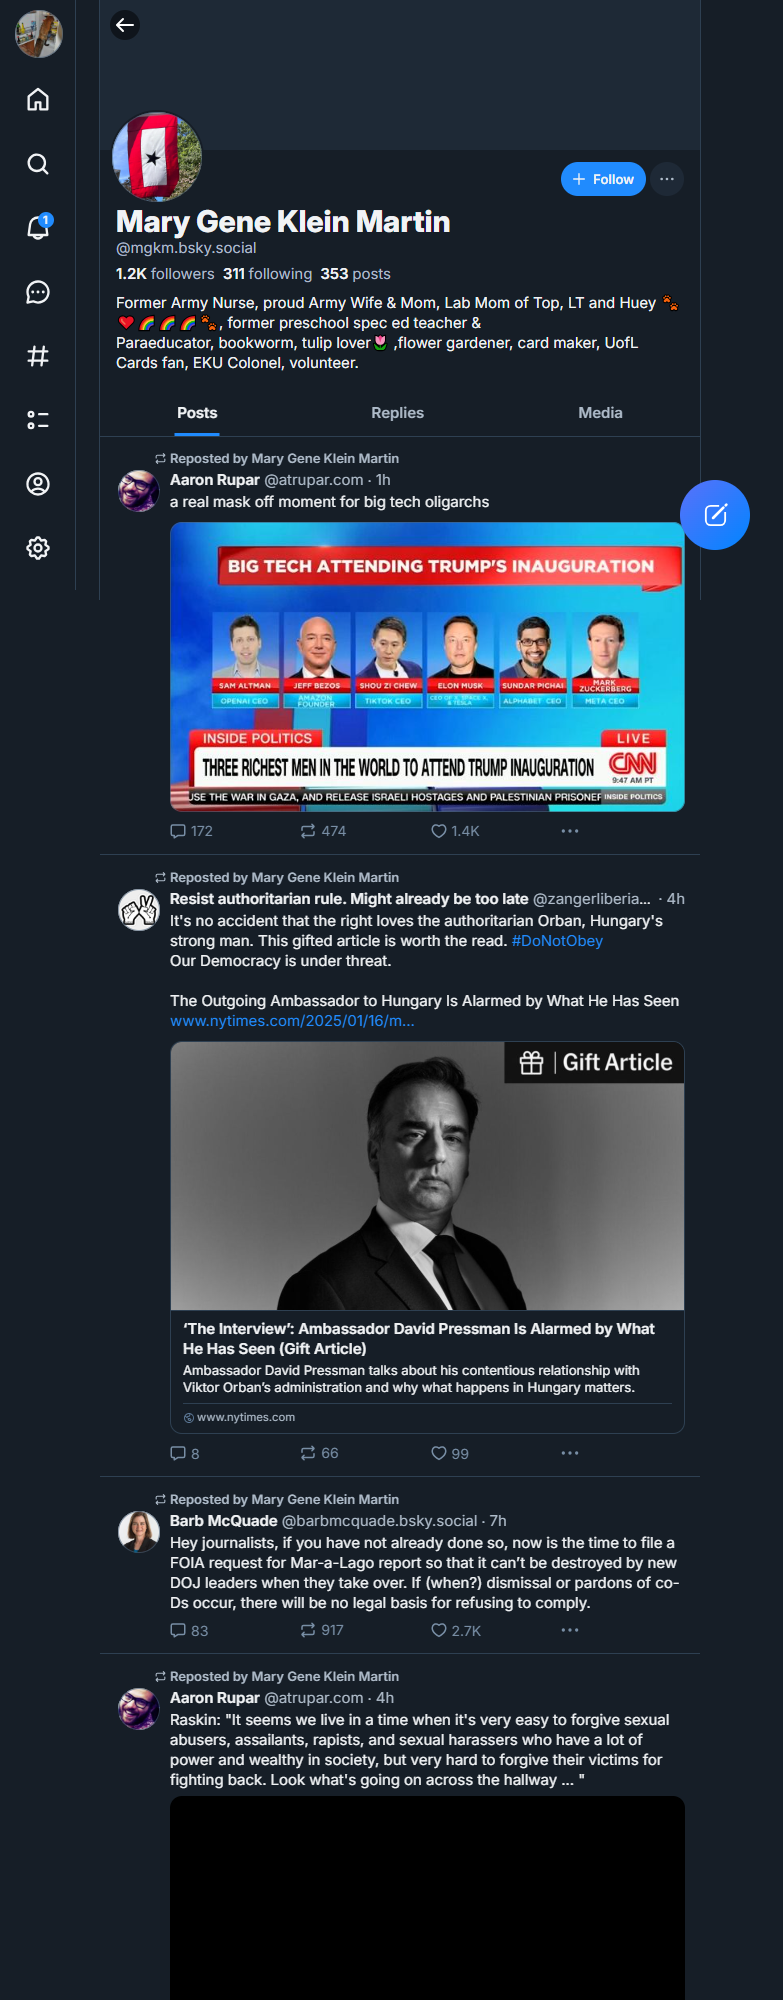 1
+ Follow
Mary Gene Klein Martin
@mgkm.bsky.social
1.2K followers 311 following 353 posts
Former Army Nurse, proud Army Wife & Mom, Lab Mom of Top, LT and Huey 🐾
❤️🌈🌈🌈🐾, former preschool spec ed teacher &
Paraeducator, bookworm, tulip lover🌷 ,flower gardener, card maker, UofL
Cards fan, EKU Colonel, volunteer.
Posts Replies Media
Reposted by Mary Gene Klein Martin
Aaron Rupar @atrupar.com · 1h
a real mask off moment for big tech oligarchs
BIG TECH ATTENDING TRUMP'S INAUGURATION
SAM ALTMAN JEFF BEZOS SHOU ZI CHEW ELON MUSK SUNDAR PICHAI MARK ZUCKERBERG
OPENAI CEO AMAZON FOUNDER TIKTOK CEO CEO OF X, SPACE X, & TESLA ALPHABET CEO META CEO
INSIDE POLITICS LIVE
THREE RICHEST MEN IN THE WORLD TO ATTEND TRUMP INAUGURATION CNN
9:47 AM PT
USE THE WAR IN GAZA, AND RELEASE ISRAELI HOSTAGES AND PALESTINIAN PRISONER INSIDE POLITICS
172 474 1.4K
Reposted by Mary Gene Klein Martin
Resist authoritarian rule. Might already be too late @zangerliberia... · 4h
It's no accident that the right loves the authoritarian Orban, Hungary's
strong man. This gifted article is worth the read. #DoNotObey
Our Democracy is under threat.
The Outgoing Ambassador to Hungary Is Alarmed by What He Has Seen
www.nytimes.com/2025/01/16/m...
Gift Article
‘The Interview’: Ambassador David Pressman Is Alarmed by What
He Has Seen (Gift Article)
Ambassador David Pressman talks about his contentious relationship with
Viktor Orban’s administration and why what happens in Hungary matters.
www.nytimes.com
8 66 99
Reposted by Mary Gene Klein Martin
Barb McQuade @barbmcquade.bsky.social · 7h
Hey journalists, if you have not already done so, now is the time to file a
FOIA request for Mar-a-Lago report so that it can’t be destroyed by new
DOJ leaders when they take over. If (when?) dismissal or pardons of co-
Ds occur, there will be no legal basis for refusing to comply.
83 917 2.7K
Reposted by Mary Gene Klein Martin
Aaron Rupar @atrupar.com · 4h
Raskin: "It seems we live in a time when it's very easy to forgive sexual
abusers, assailants, rapists, and sexual harassers who have a lot of
power and wealthy in society, but very hard to forgive their victims for
fighting back. Look what's going on across the hallway ... "